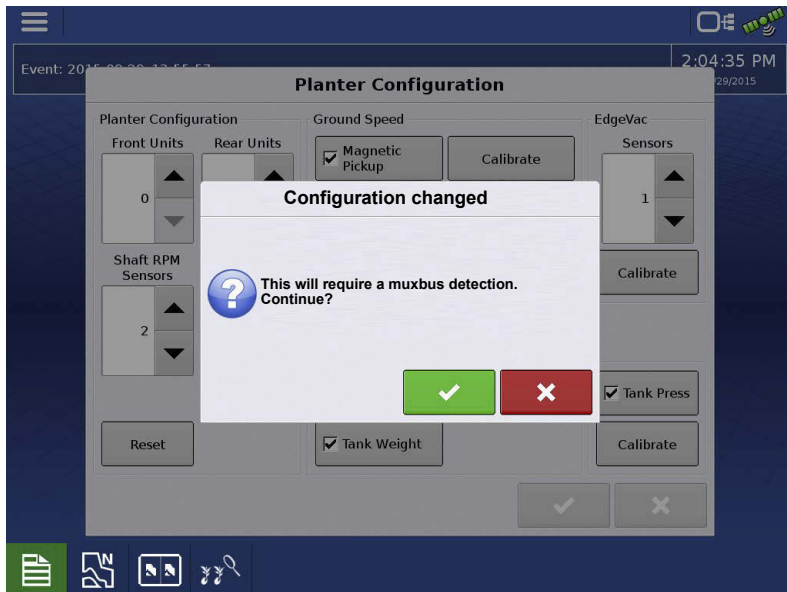 Event: 20
2:04:35 PM
/29/2015
Planter Configuration
Planter Configuration
Ground Speed
EdgeVac
Front Units
Rear Units
Magnetic
Pickup
Calibrate
Sensors
0
1
Configuration changed
Shaft RPM
Sensors
Calibrate
This will require a muxbus detection.
Continue?
2
Tank Press
Reset
Tank Weight
Calibrate
N